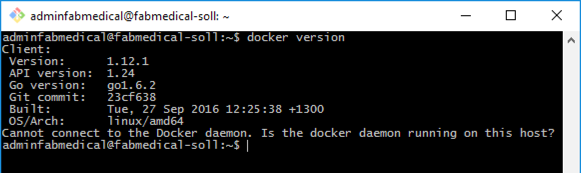 adminfabmedical@fabmedical-soll: ~
adminfabmedical@fabmedical-soll:~$ docker version
Client:
 Version:      1.12.1
 API version:  1.24
 Go version:   go1.6.2
 Git commit:   23cf638
 Built:        Tue, 27 Sep 2016 12:25:38 +1300
 OS/Arch:      linux/amd64
Cannot connect to the Docker daemon. Is the docker daemon running on this host?
adminfabmedical@fabmedical-soll:~$